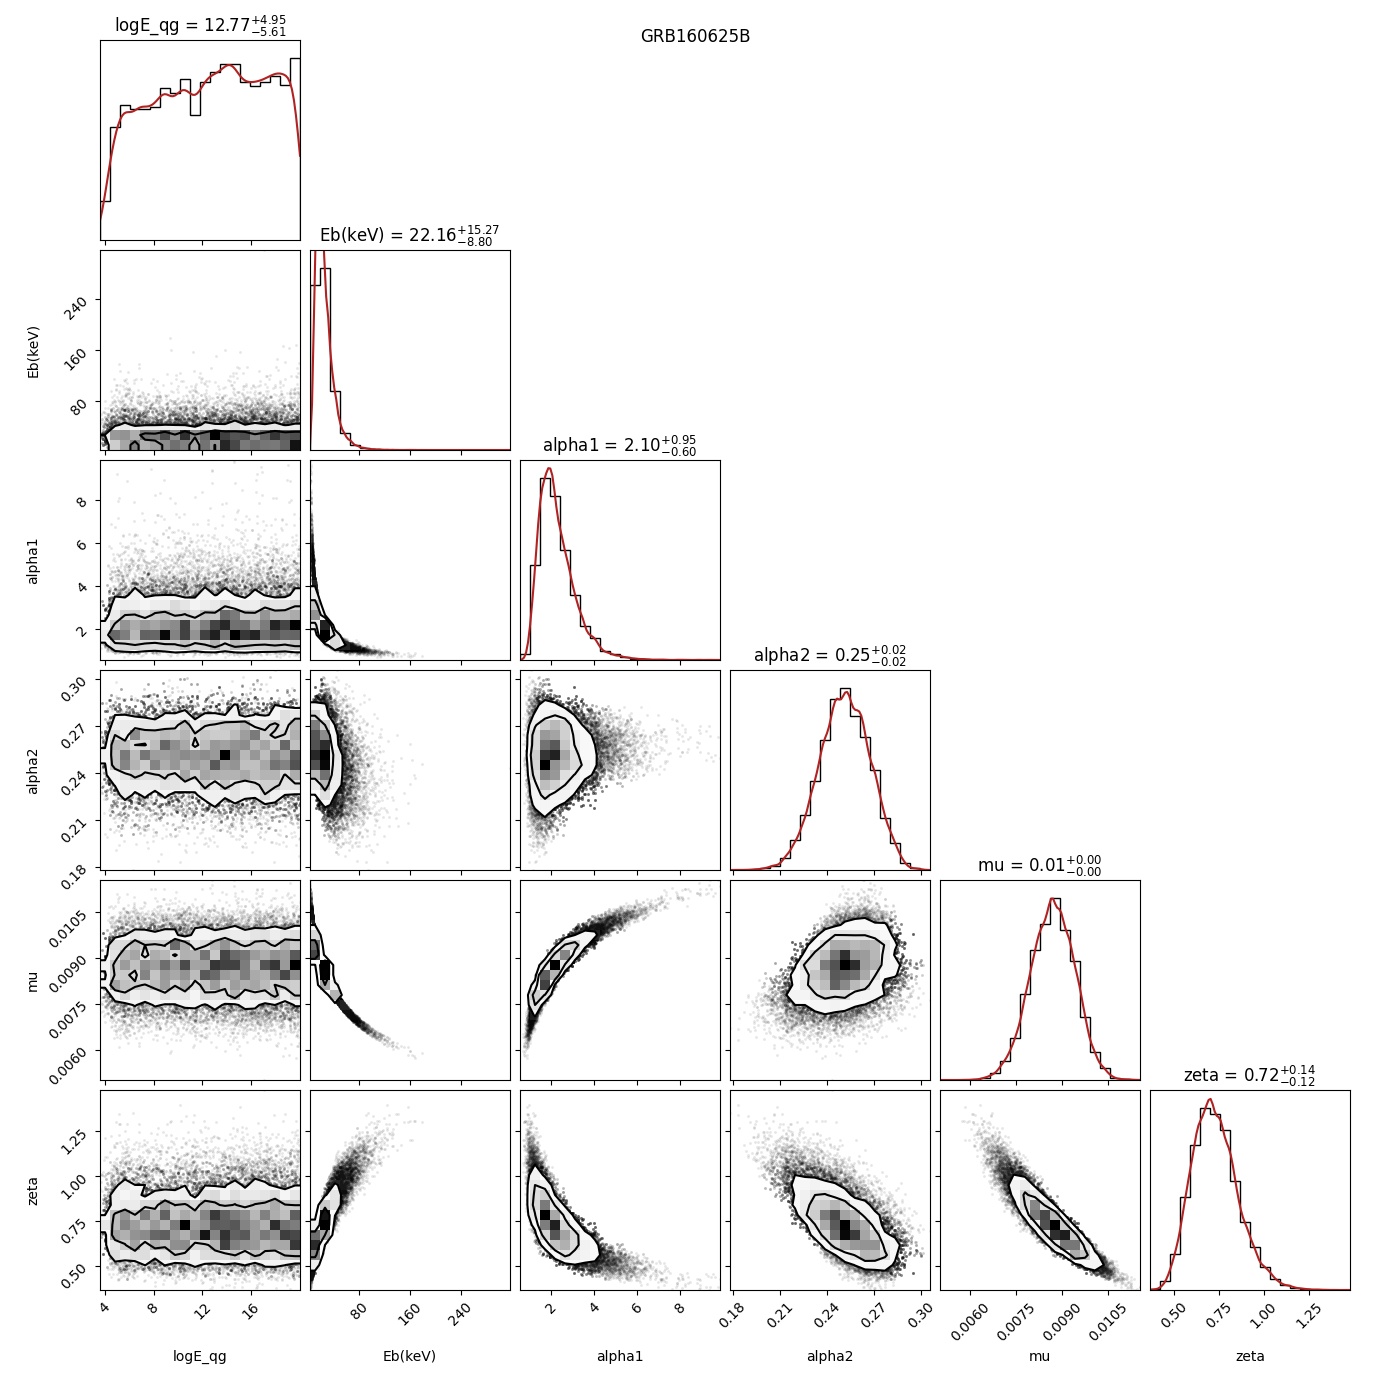 logE_qg = 12.77+4.95−5.61
GRB160625B
Eb(keV) = 22.16+15.27−8.80
240
160
80
Eb(keV)
alpha1 = 2.10+0.95−0.60
8
6
4
2
alpha1
alpha2 = 0.25+0.02−0.02
0.30
0.27
0.24
0.21
0.18
alpha2
mu = 0.01+0.00−0.00
0.0105
0.0090
0.0075
0.0060
mu
zeta = 0.72+0.14−0.12
1.25
1.00
0.75
0.50
zeta
4 8 12 16
80 160 240
2 4 6 8
0.18 0.21 0.24 0.27 0.30
0.0060 0.0075 0.0090 0.0105
0.50 0.75 1.00 1.25
logE_qg Eb(keV) alpha1 alpha2 mu zeta